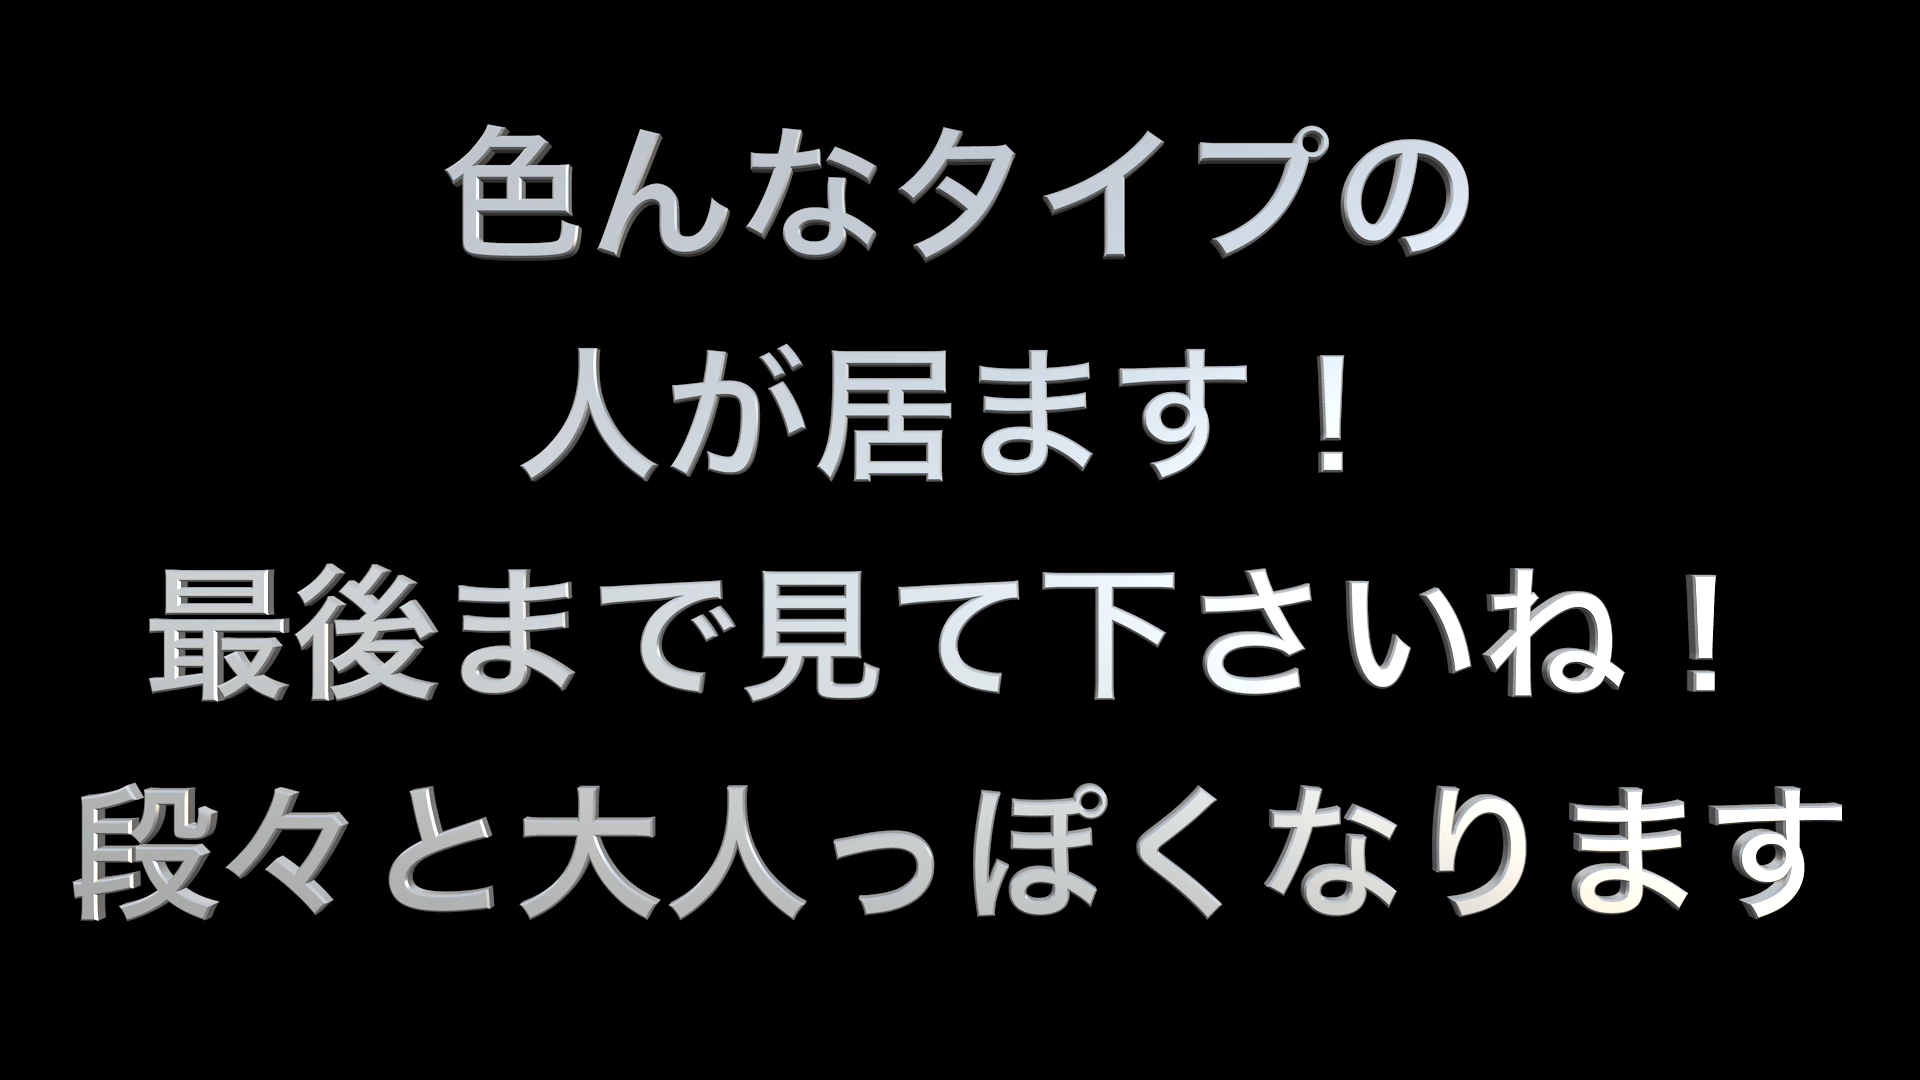 色んなタイプの
人が居ます！
最後まで見て下さいね！
段々と大人っぽくなります